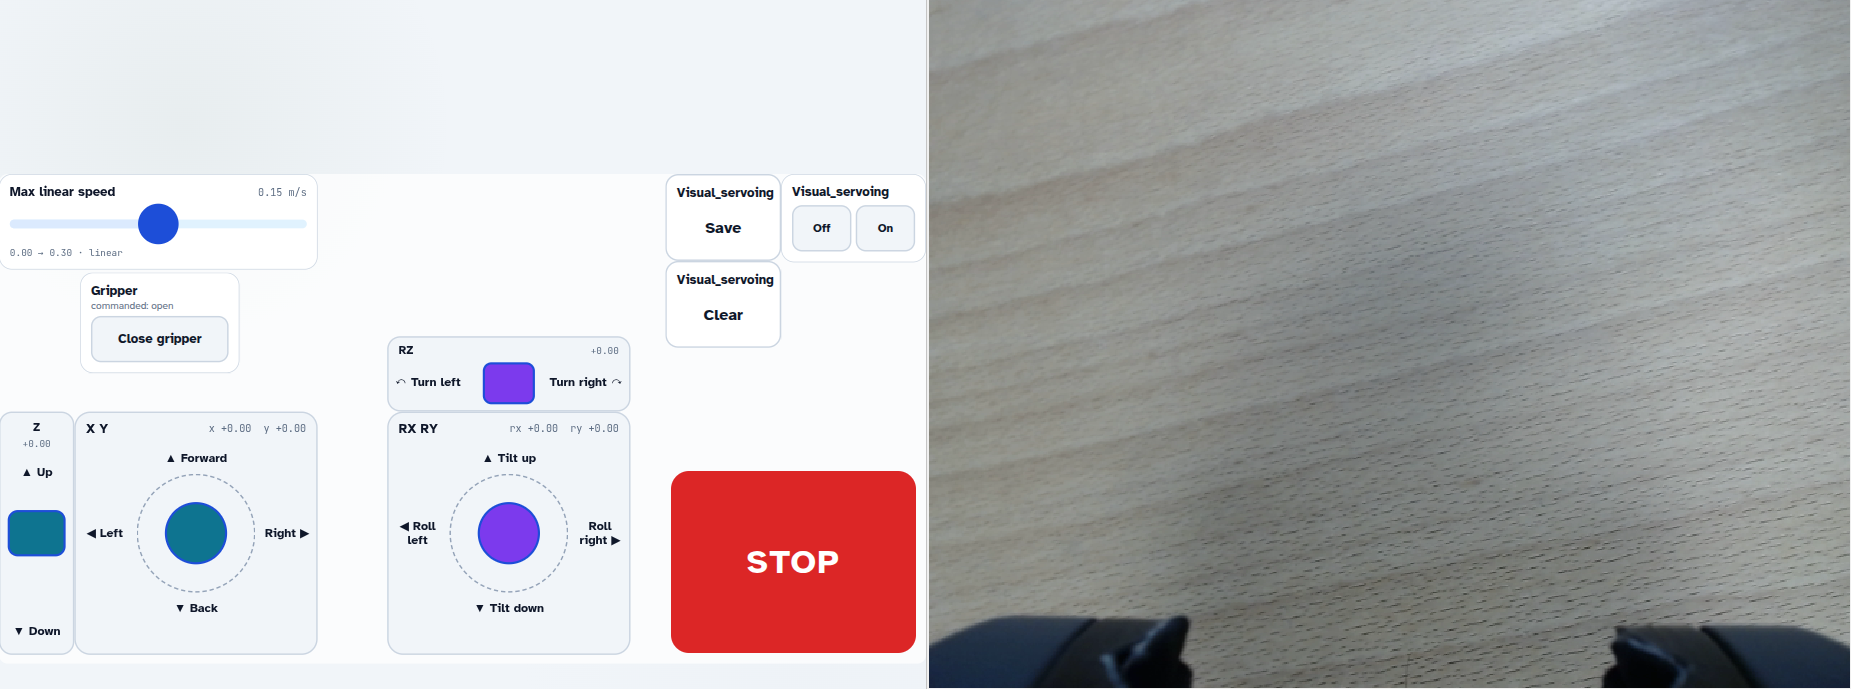 Max linear speed 0.15 m/s
0.00 → 0.30 · linear
Gripper
commanded: open
Close gripper
Visual_servoing
Save
Visual_servoing
Off On
Visual_servoing
Clear
RZ +0.00
↶ Turn left Turn right ↷
Z
+0.00
▲ Up
▼ Down
X Y x +0.00 y +0.00
▲ Forward
◀ Left Right ▶
▼ Back
RX RY rx +0.00 ry +0.00
▲ Tilt up
◀ Roll left
Roll right ▶
▼ Tilt down
STOP